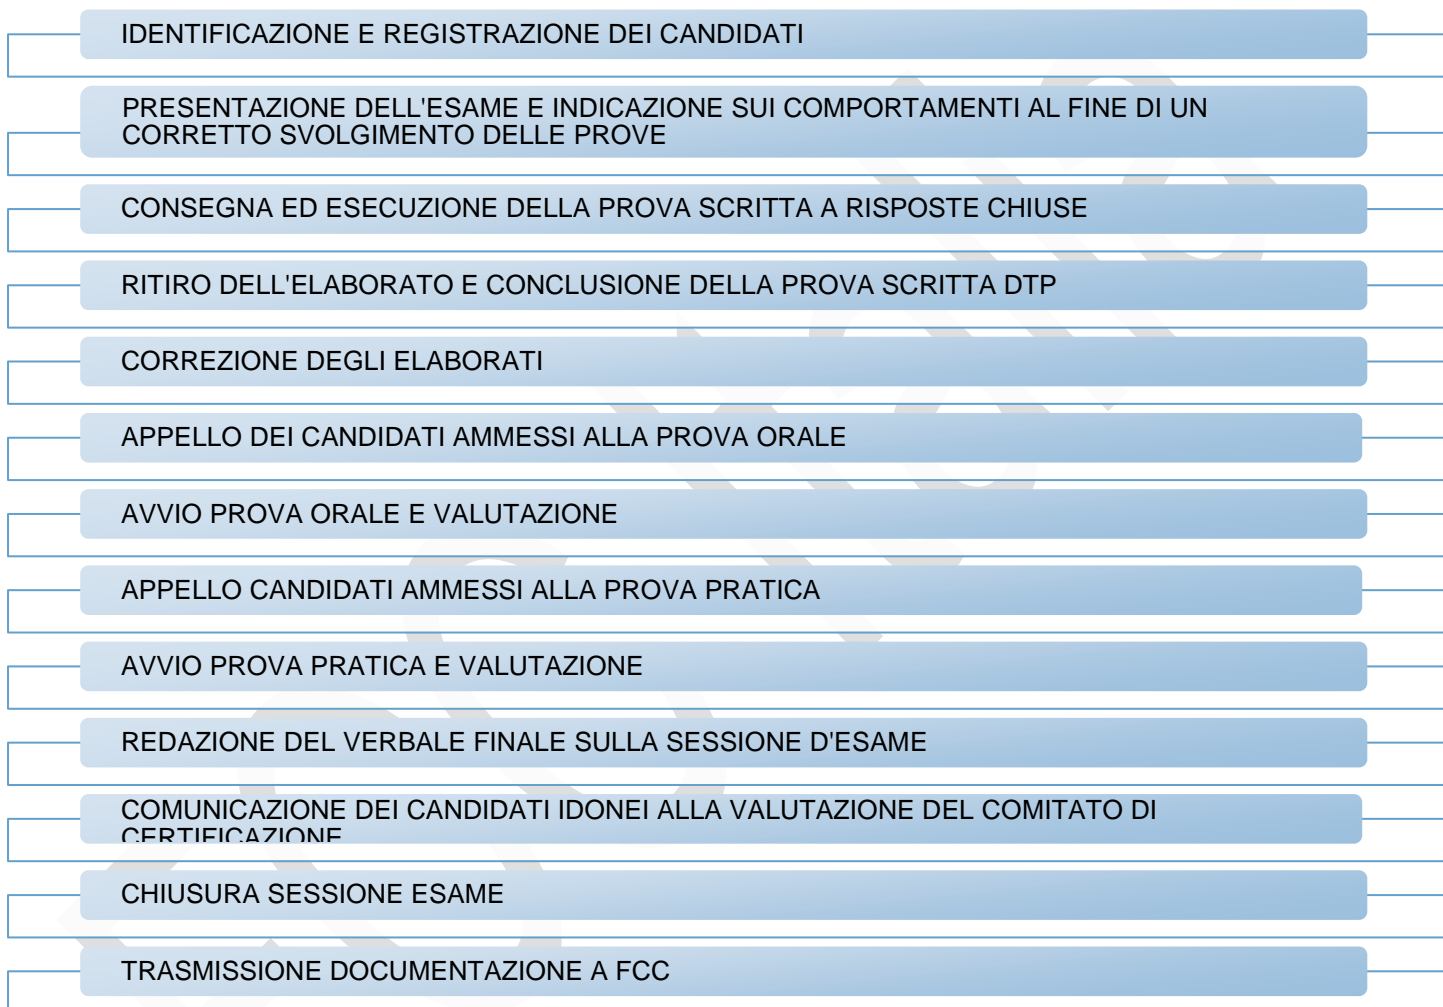 IDENTIFICAZIONE E REGISTRAZIONE DEI CANDIDATI
PRESENTAZIONE DELL'ESAME E INDICAZIONE SUI COMPORTAMENTI AL FINE DI UN
CORRETTO SVOLGIMENTO DELLE PROVE
CONSEGNA ED ESECUZIONE DELLA PROVA SCRITTA A RISPOSTE CHIUSE
RITIRO DELL'ELABORATO E CONCLUSIONE DELLA PROVA SCRITTA DTP
CORREZIONE DEGLI ELABORATI
APPELLO DEI CANDIDATI AMMESSI ALLA PROVA ORALE
AVVIO PROVA ORALE E VALUTAZIONE
APPELLO CANDIDATI AMMESSI ALLA PROVA PRATICA
AVVIO PROVA PRATICA E VALUTAZIONE
REDAZIONE DEL VERBALE FINALE SULLA SESSIONE D'ESAME
COMUNICAZIONE DEI CANDIDATI IDONEI ALLA VALUTAZIONE DEL COMITATO DI
CERTIFICAZIONE
CHIUSURA SESSIONE ESAME
TRASMISSIONE DOCUMENTAZIONE A FCC